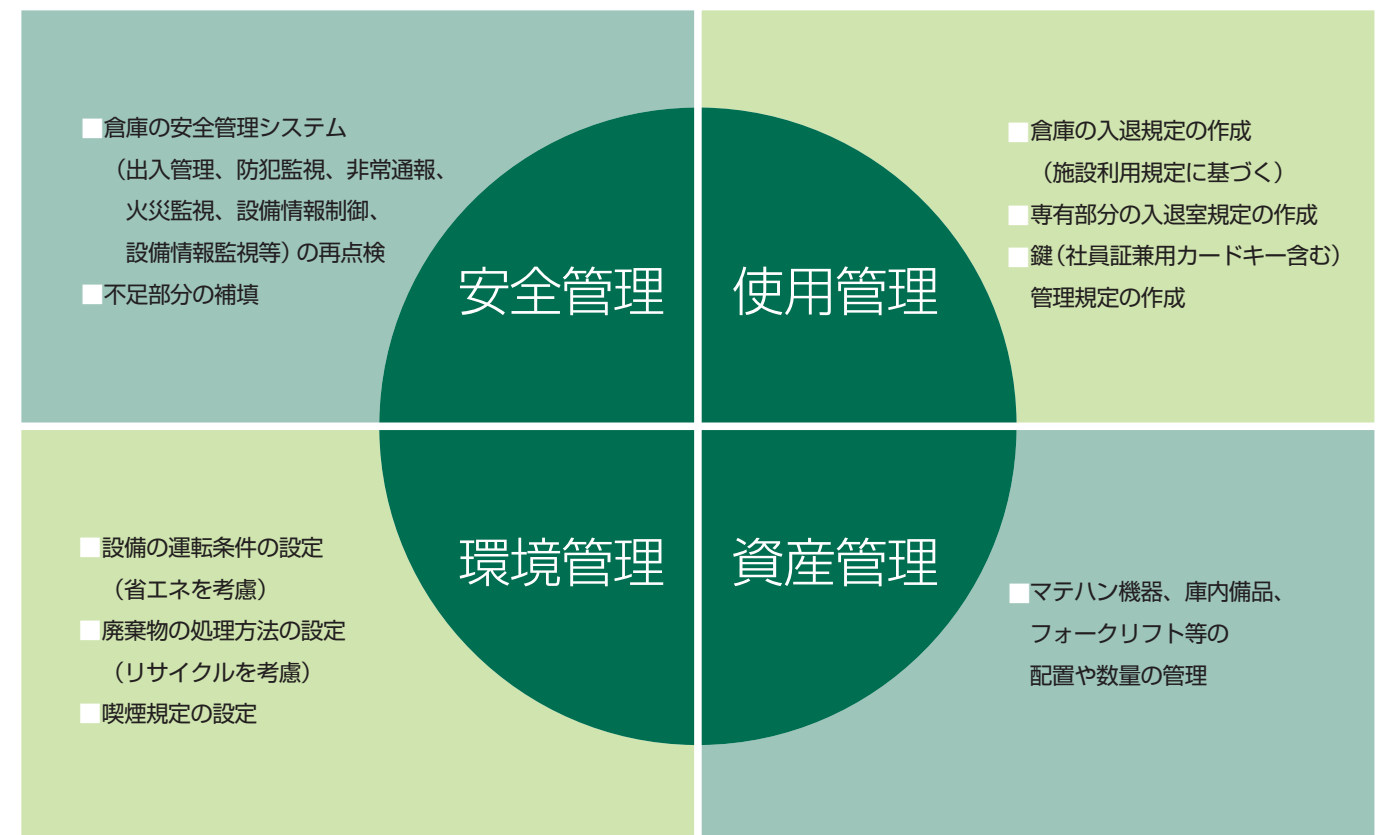 ■倉庫の安全管理システム
（出入管理、防犯監視、非常通報、
火災監視、設備情報制御、
設備情報監視等）の再点検
■不足部分の補填
安全管理
使用管理
■倉庫の入退規定の作成
（施設利用規定に基づく）
■専有部分の入退室規定の作成
■鍵（社員証兼用カードキー含む）
管理規定の作成
■設備の運転条件の設定
（省エネを考慮）
■廃棄物の処理方法の設定
（リサイクルを考慮）
■喫煙規定の設定
環境管理
資産管理
■マテハン機器、庫内備品、
フォークリフト等の
配置や数量の管理